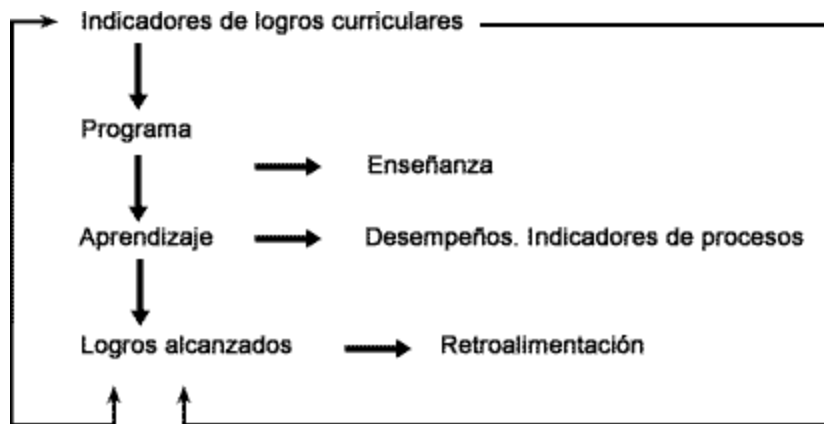 Indicadores de logros curriculares
Programa
Enseñanza
Aprendizaje
Desempeños. Indicadores de procesos
Logros alcanzados
Retroalimentación